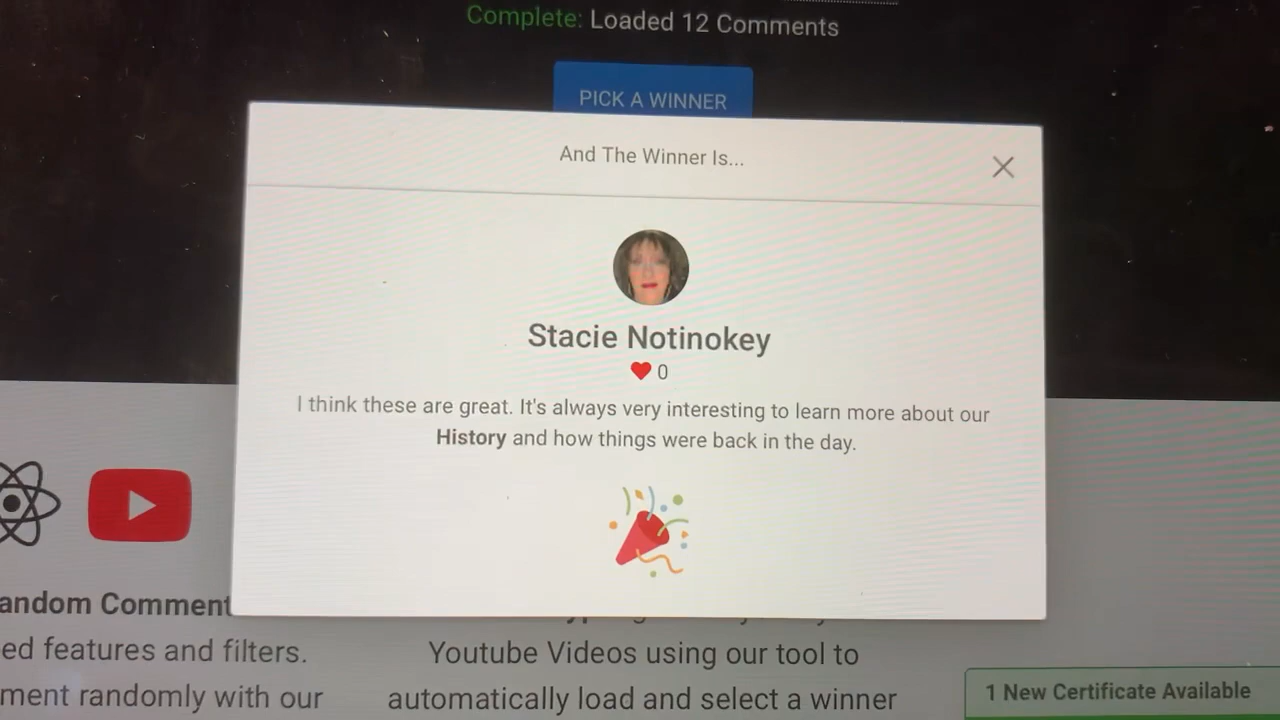 Complete: Loaded 12 Comments
PICK A WINNER
And The Winner Is...
Stacie Notinokey
0
I think these are great. It's always very interesting to learn more about our
History and how things were back in the day.
andom Comment
ed features and filters.
ment randomly with our
Youtube Videos using our tool to
automatically load and select a winner
1 New Certificate Available